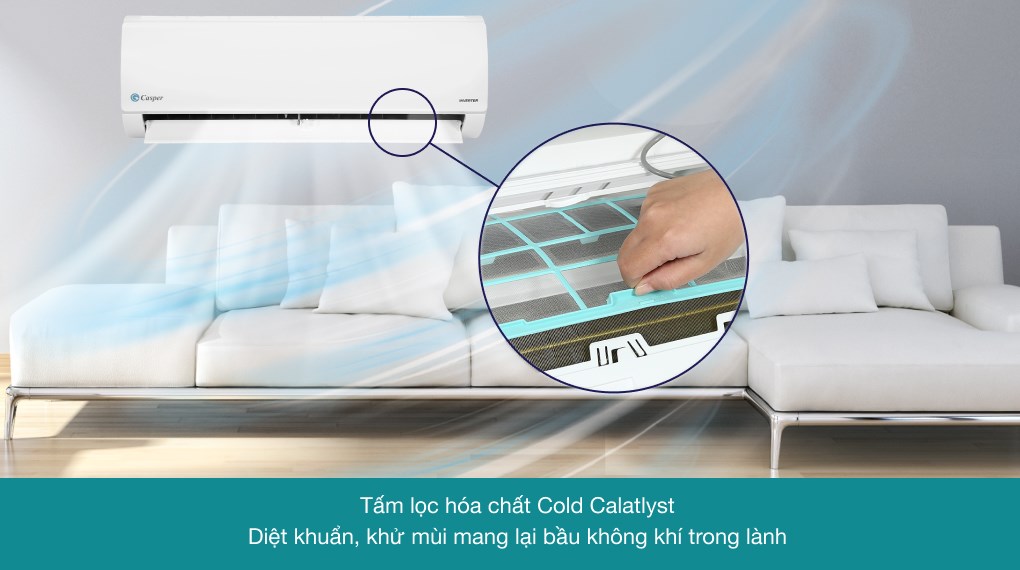 Casper
INVERTER
Tấm lọc hóa chất Cold Calatlyst
Diệt khuẩn, khử mùi mang lại bầu không khí trong lành